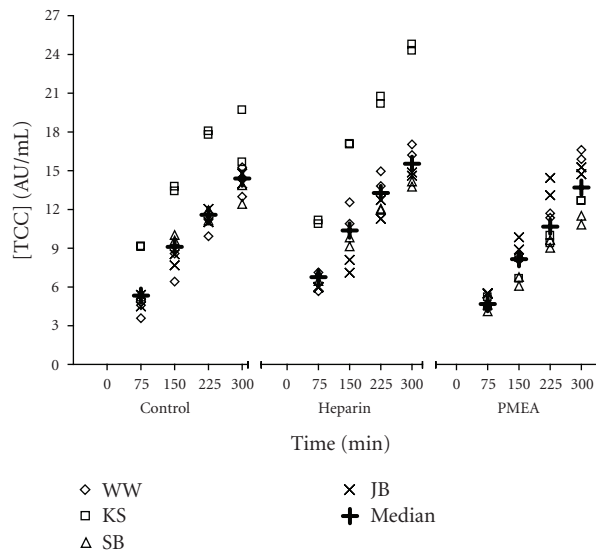 27
24
21
18
15
12
9
6
3
0
[TCC] (AU/mL)
0 75 150 225 300 0 75 150 225 300 0 75 150 225 300
Control Heparin PMEA
Time (min)
WW JB
KS Median
SB